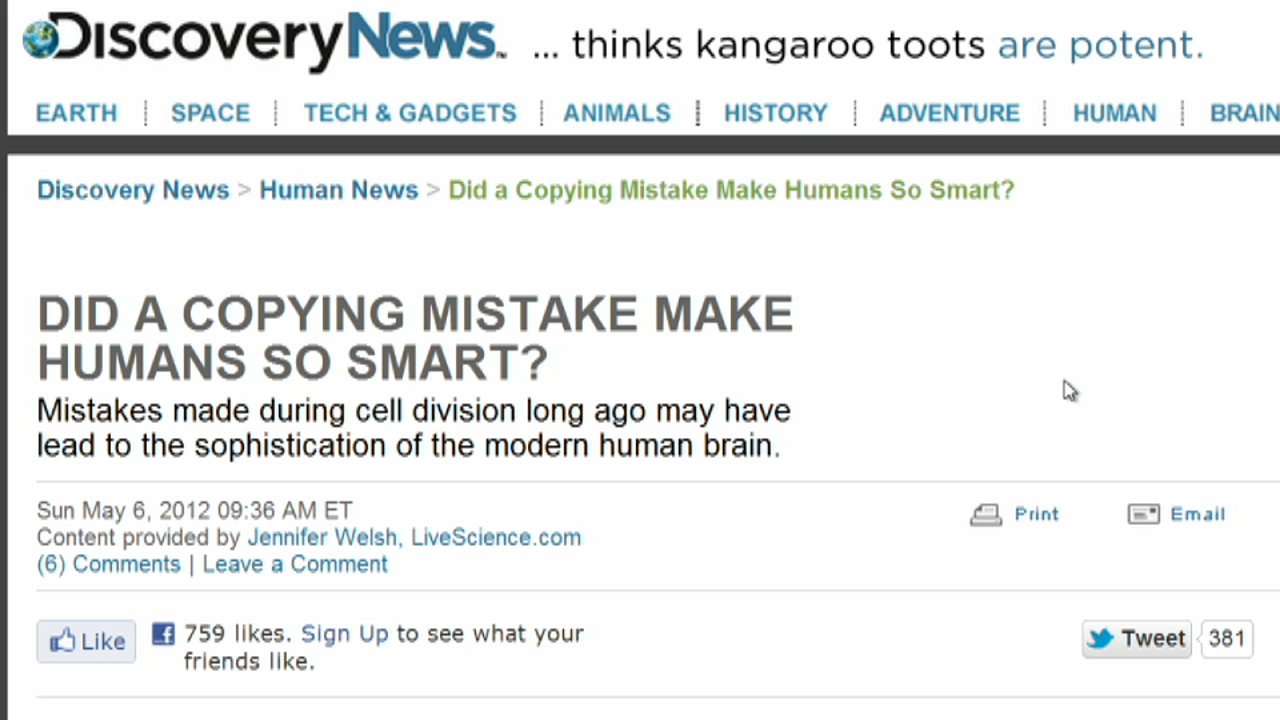 DISCOVERY NEWS™ ... thinks kangaroo toots are potent.
EARTH SPACE TECH & GADGETS ANIMALS HISTORY ADVENTURE HUMAN BRAIN
Discovery News > Human News > Did a Copying Mistake Make Humans So Smart?
DID A COPYING MISTAKE MAKE
HUMANS SO SMART?
Mistakes made during cell division long ago may have
lead to the sophistication of the modern human brain.
Sun May 6, 2012 09:36 AM ET
Print Email
Content provided by Jennifer Welsh, LiveScience.com
(6) Comments | Leave a Comment
Like 759 likes. Sign Up to see what your
friends like.
Tweet 381